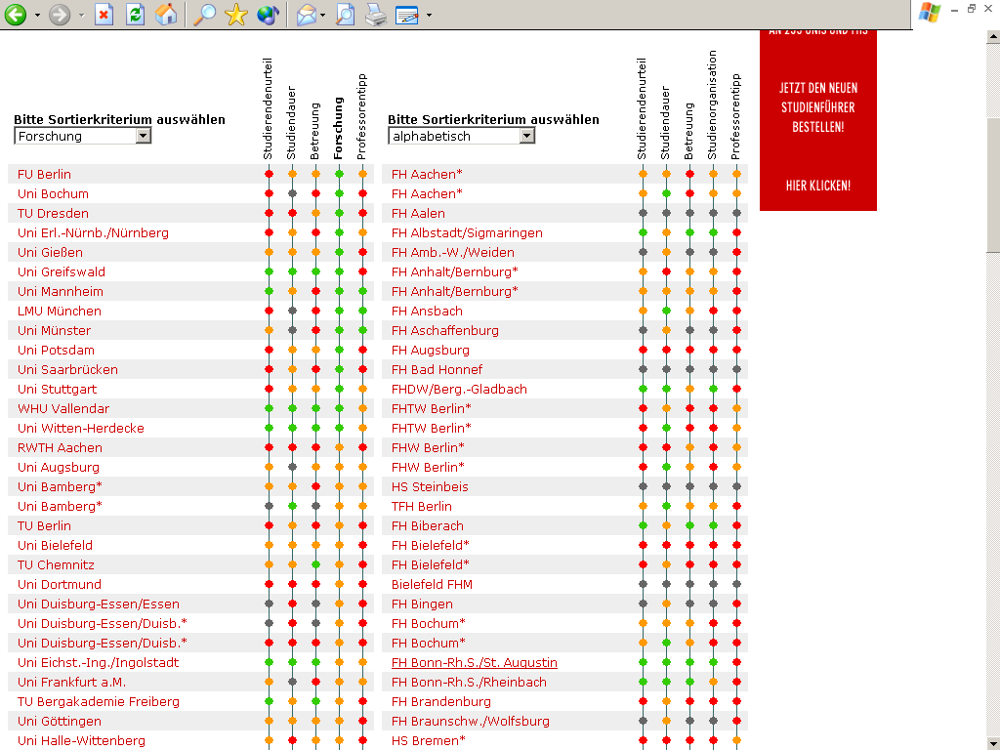 AN 255 UNIS UND FHS
JETZT DEN NEUEN
STUDIENFÜHRER
BESTELLEN!
HIER KLICKEN!
Bitte Sortierkriterium auswählen
Forschung
Studierendenurteil
Studiendauer
Betreuung
Forschung
Professorentipp
FU Berlin
Uni Bochum
TU Dresden
Uni Erl.-Nürnb./Nürnberg
Uni Gießen
Uni Greifswald
Uni Mannheim
LMU München
Uni Münster
Uni Potsdam
Uni Saarbrücken
Uni Stuttgart
WHU Vallendar
Uni Witten-Herdecke
RWTH Aachen
Uni Augsburg
Uni Bamberg*
Uni Bamberg*
TU Berlin
Uni Bielefeld
TU Chemnitz
Uni Dortmund
Uni Duisburg-Essen/Essen
Uni Duisburg-Essen/Duisb.*
Uni Duisburg-Essen/Duisb.*
Uni Eichst.-Ing./Ingolstadt
Uni Frankfurt a.M.
TU Bergakademie Freiberg
Uni Göttingen
Uni Halle-Wittenberg
Bitte Sortierkriterium auswählen
alphabetisch
Studierendenurteil
Studiendauer
Betreuung
Studienorganisation
Professorentipp
FH Aachen*
FH Aachen*
FH Aalen
FH Albstadt/Sigmaringen
FH Amb.-W./Weiden
FH Anhalt/Bernburg*
FH Anhalt/Bernburg*
FH Ansbach
FH Aschaffenburg
FH Augsburg
FH Bad Honnef
FHDW/Berg.-Gladbach
FHTW Berlin*
FHTW Berlin*
FHW Berlin*
FHW Berlin*
HS Steinbeis
TFH Berlin
FH Biberach
FH Bielefeld*
FH Bielefeld*
Bielefeld FHM
FH Bingen
FH Bochum*
FH Bochum*
FH Bonn-Rh.S./St. Augustin
FH Bonn-Rh.S./Rheinbach
FH Brandenburg
FH Braunschw./Wolfsburg
HS Bremen*